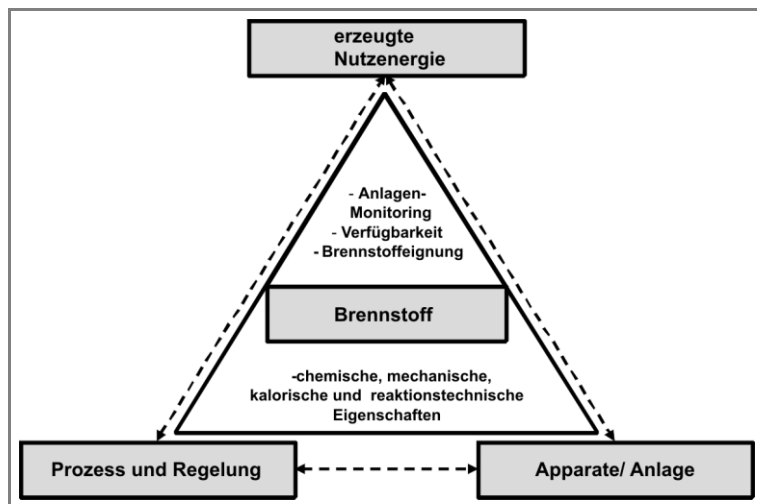 erzeugte
Nutzenergie
- Anlagen-
Monitoring
- Verfügbarkeit
- Brennstoffeignung
Brennstoff
-chemische, mechanische,
kalorische und reaktionstechnische
Eigenschaften
Prozess und Regelung
Apparate/ Anlage